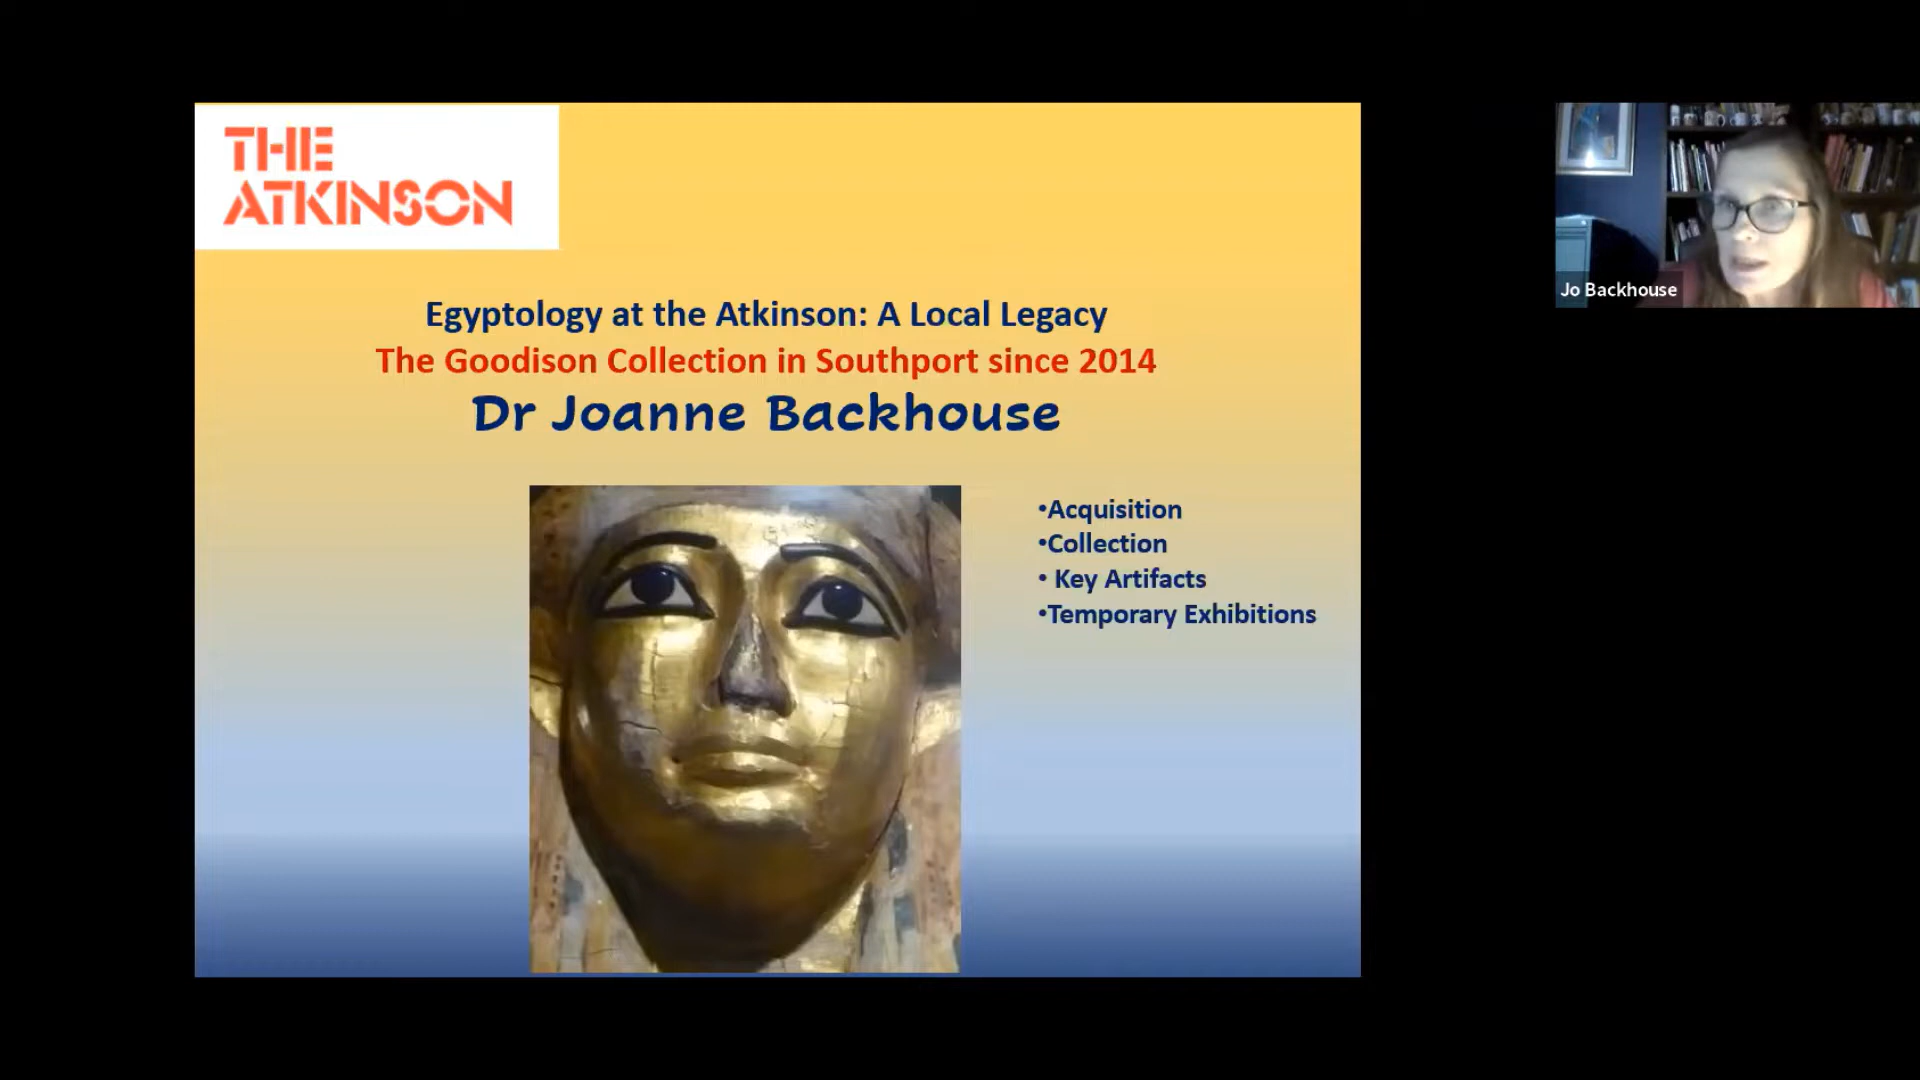 THE
ATKINSON
Egyptology at the Atkinson: A Local Legacy
The Goodison Collection in Southport since 2014
Dr Joanne Backhouse
•Acquisition
•Collection
• Key Artifacts
•Temporary Exhibitions
Jo Backhouse